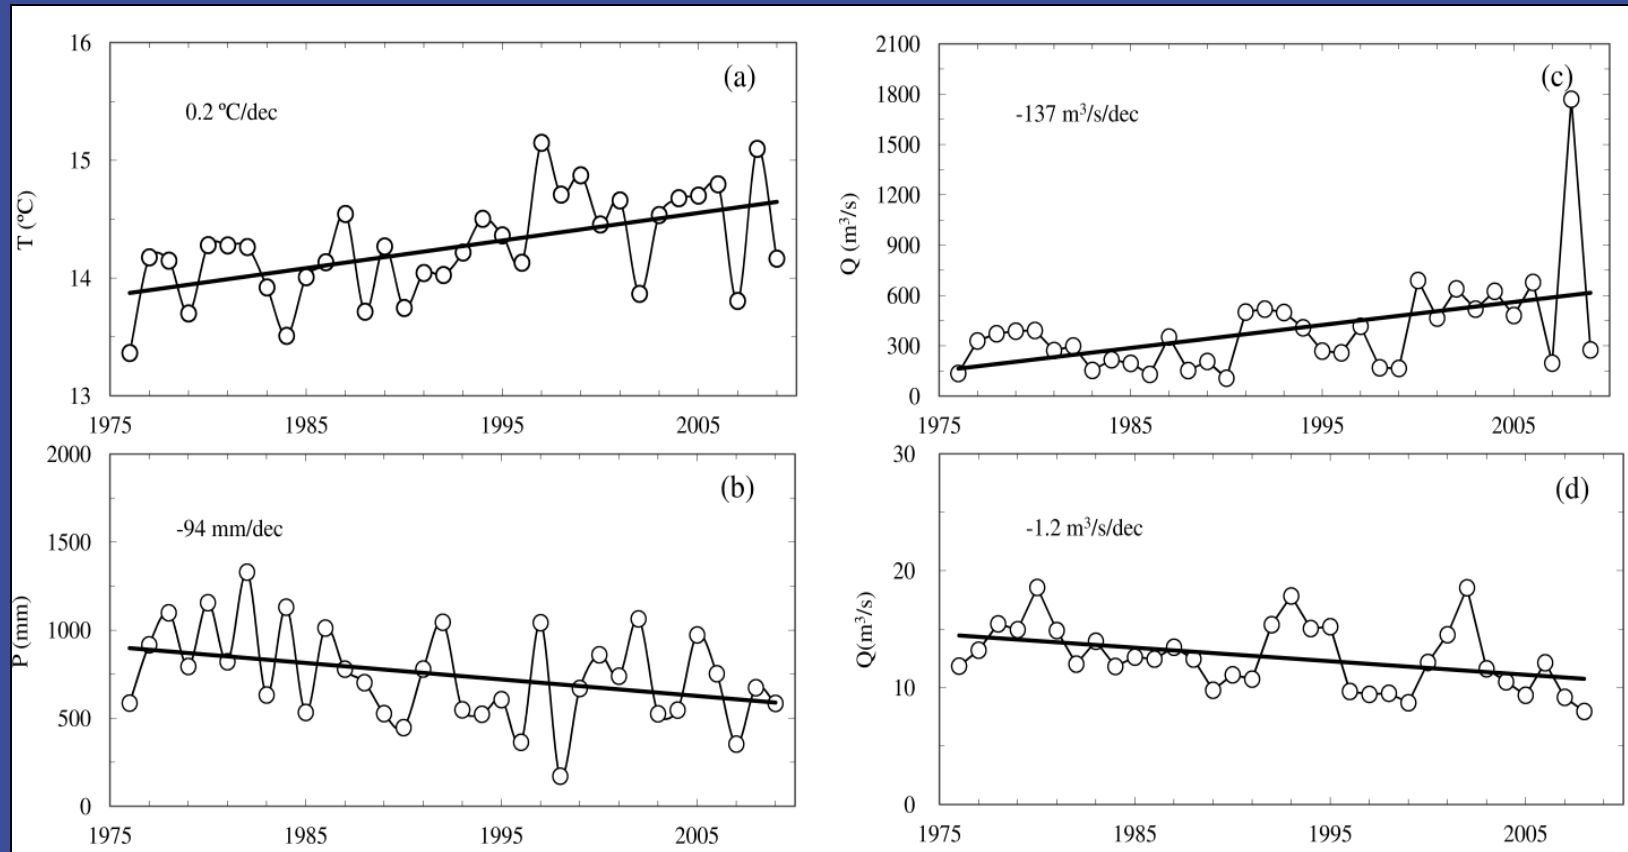 (a)
0.2 ºC/dec
T (ºC)
16
15
14
13
1975 1985 1995 2005
(c)
-137 m³/s/dec
Q (m³/s)
2100
1800
1500
1200
900
600
300
0
1975 1985 1995 2005
(b)
-94 mm/dec
P (mm)
2000
1500
1000
500
0
1975 1985 1995 2005
(d)
-1.2 m³/s/dec
Q(m³/s)
30
20
10
0
1975 1985 1995 2005